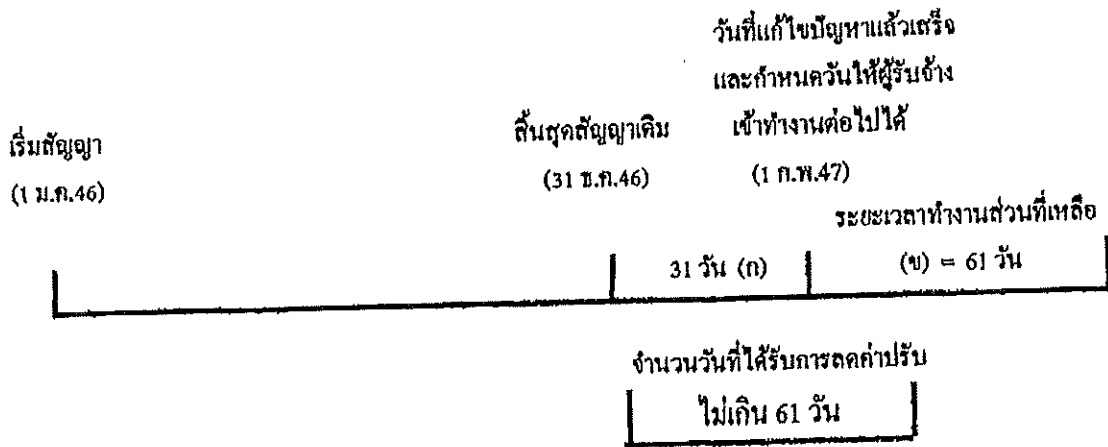 วันที่แก้ไขปัญหาแล้วเสร็จ
และกำหนดวันให้ผู้รับจ้าง
เข้าทำงานต่อไปได้
(1 ก.พ.47)
สิ้นสุดสัญญาเดิม
(31 ธ.ค.46)
เริ่มสัญญา
(1 ม.ค.46)
ระยะเวลาทำงานส่วนที่เหลือ
31 วัน (ก)
(ข) = 61 วัน
จำนวนวันที่ได้รับการลดค่าปรับ
ไม่เกิน 61 วัน